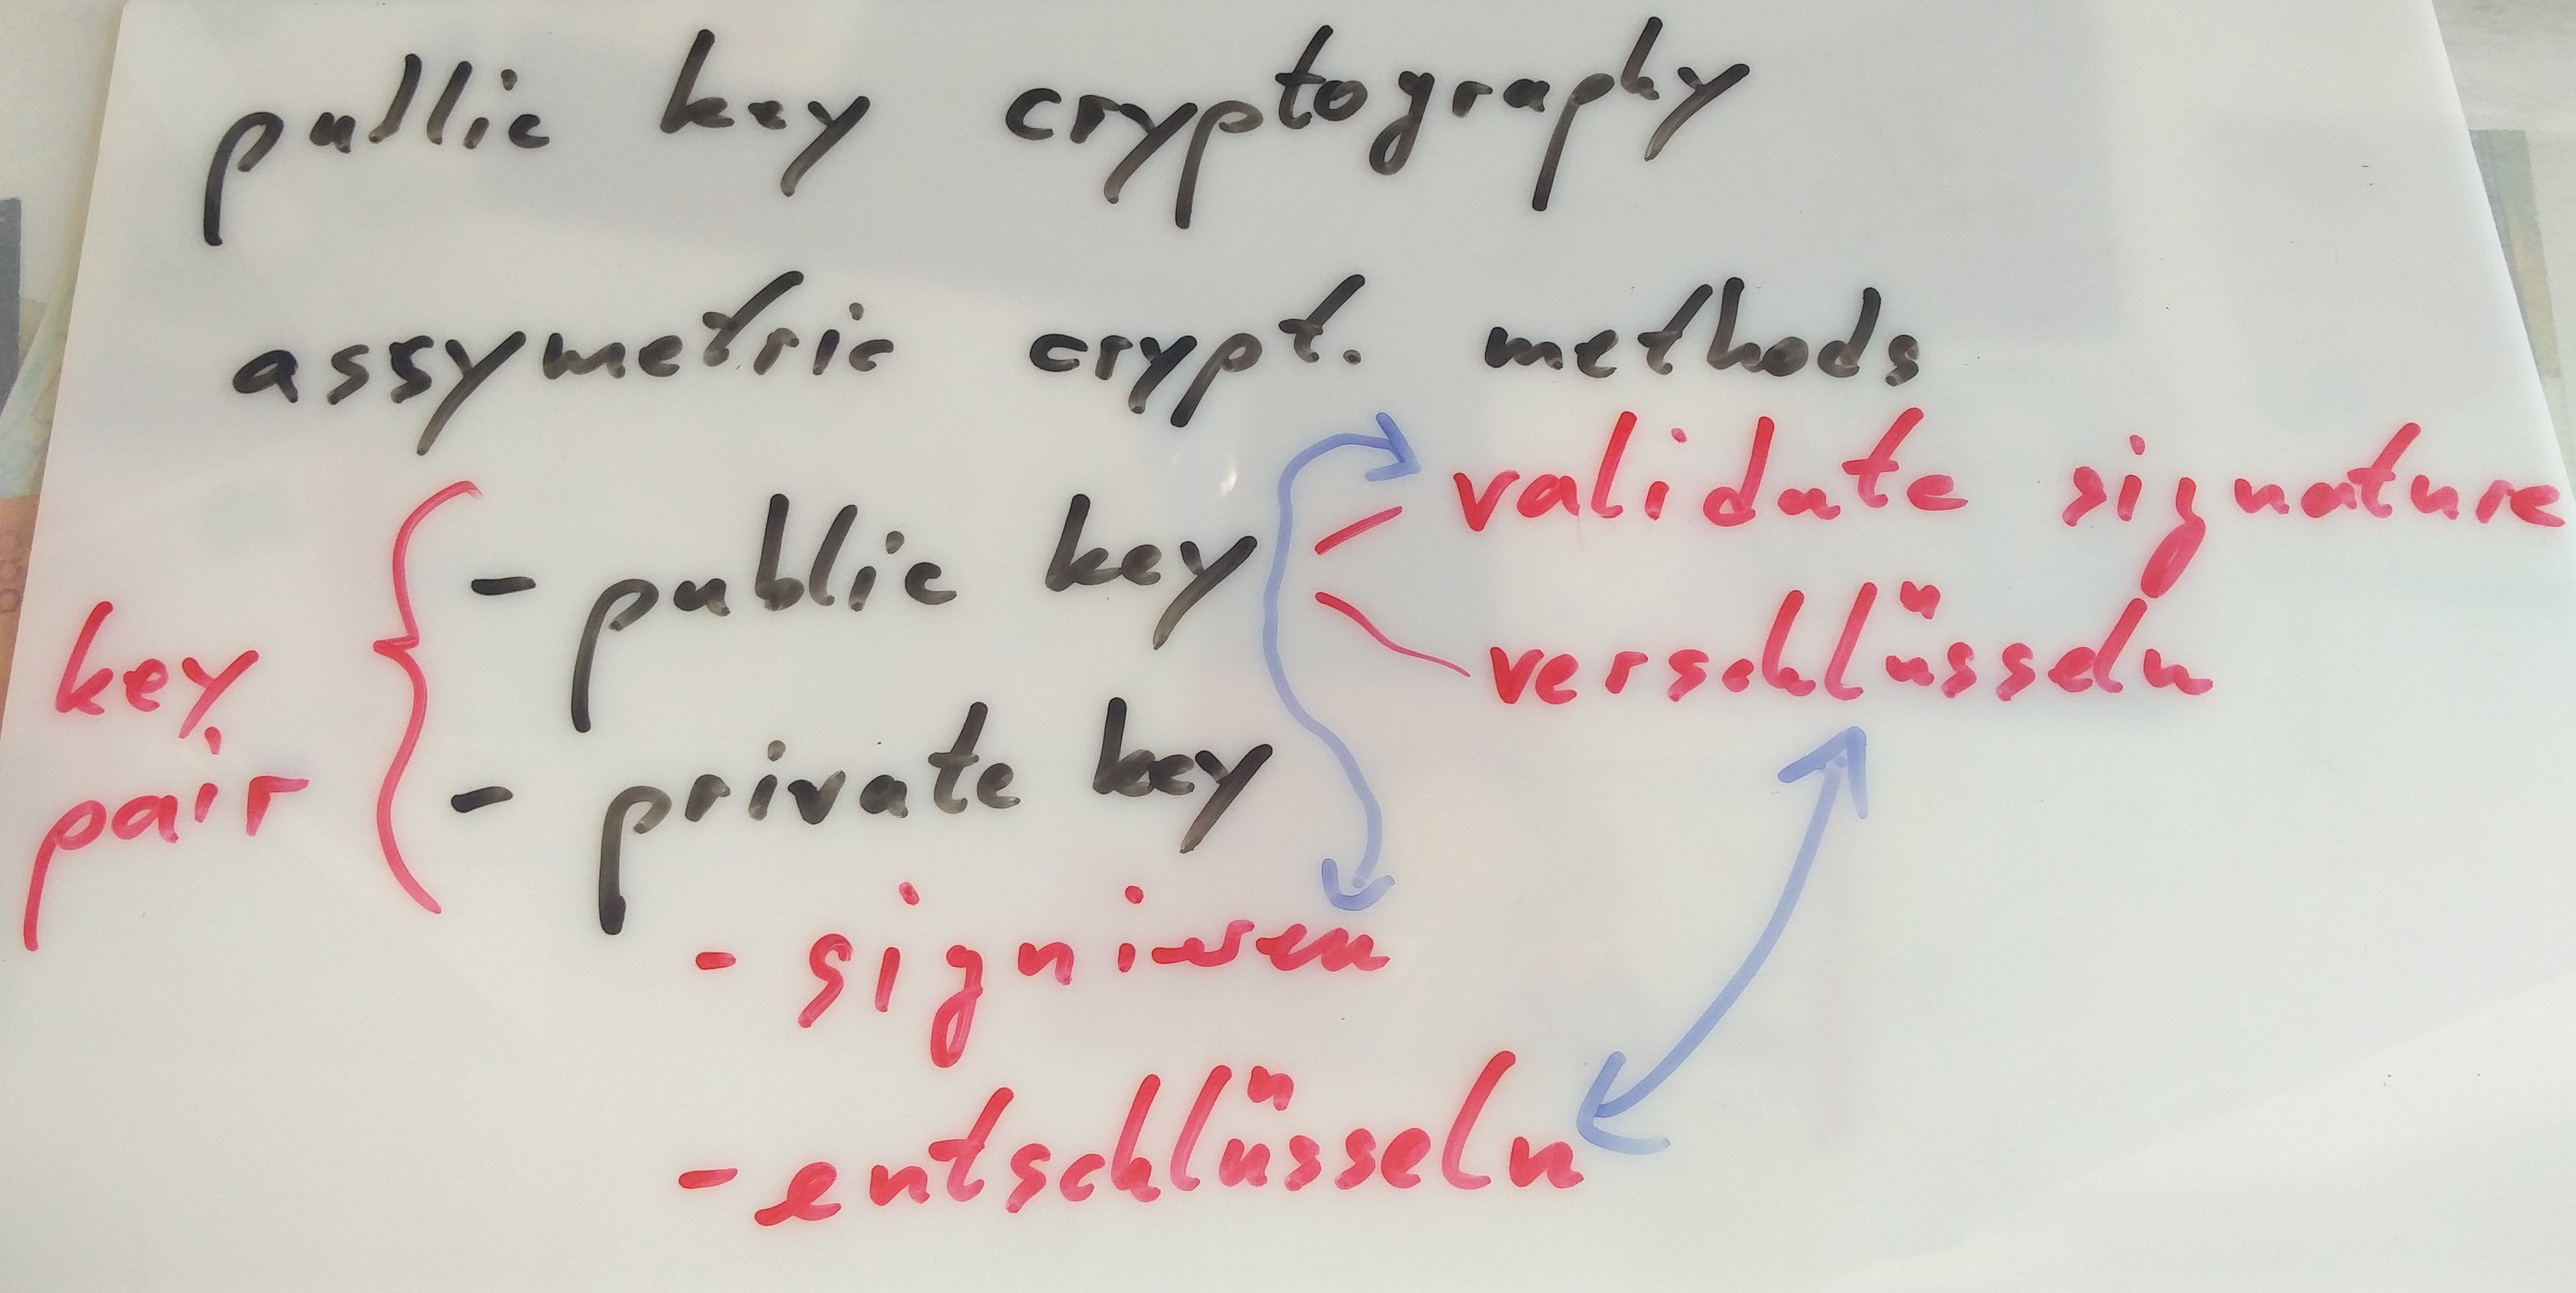 public key cryptography
assymetric crypt. methods
key pair
- public key
validate signature
verschlüsseln
- private key
- signieren
- entschlüsseln